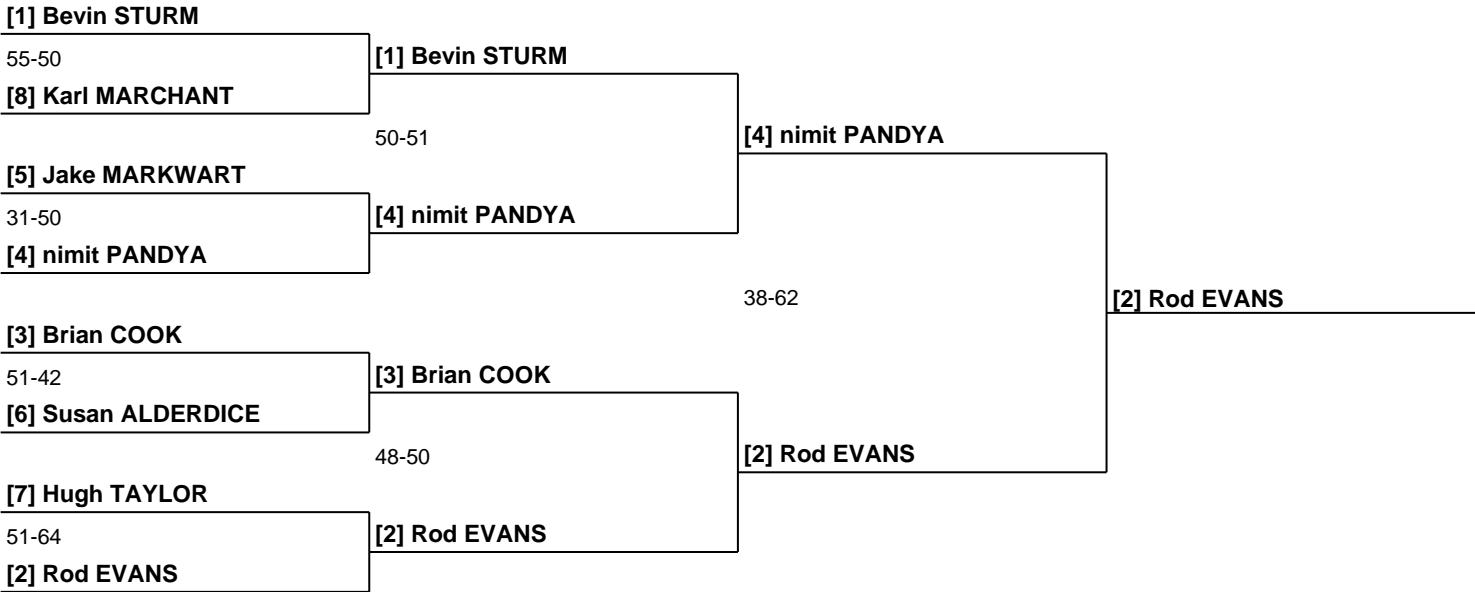 [1] Bevin STURM
55-50
[8] Karl MARCHANT
[5] Jake MARKWART
31-50
[4] nimit PANDYA
[3] Brian COOK
51-42
[6] Susan ALDERDICE
[7] Hugh TAYLOR
51-64
[2] Rod EVANS
[1] Bevin STURM
50-51
[4] nimit PANDYA
[3] Brian COOK
48-50
[2] Rod EVANS
[4] nimit PANDYA
38-62
[2] Rod EVANS
[2] Rod EVANS